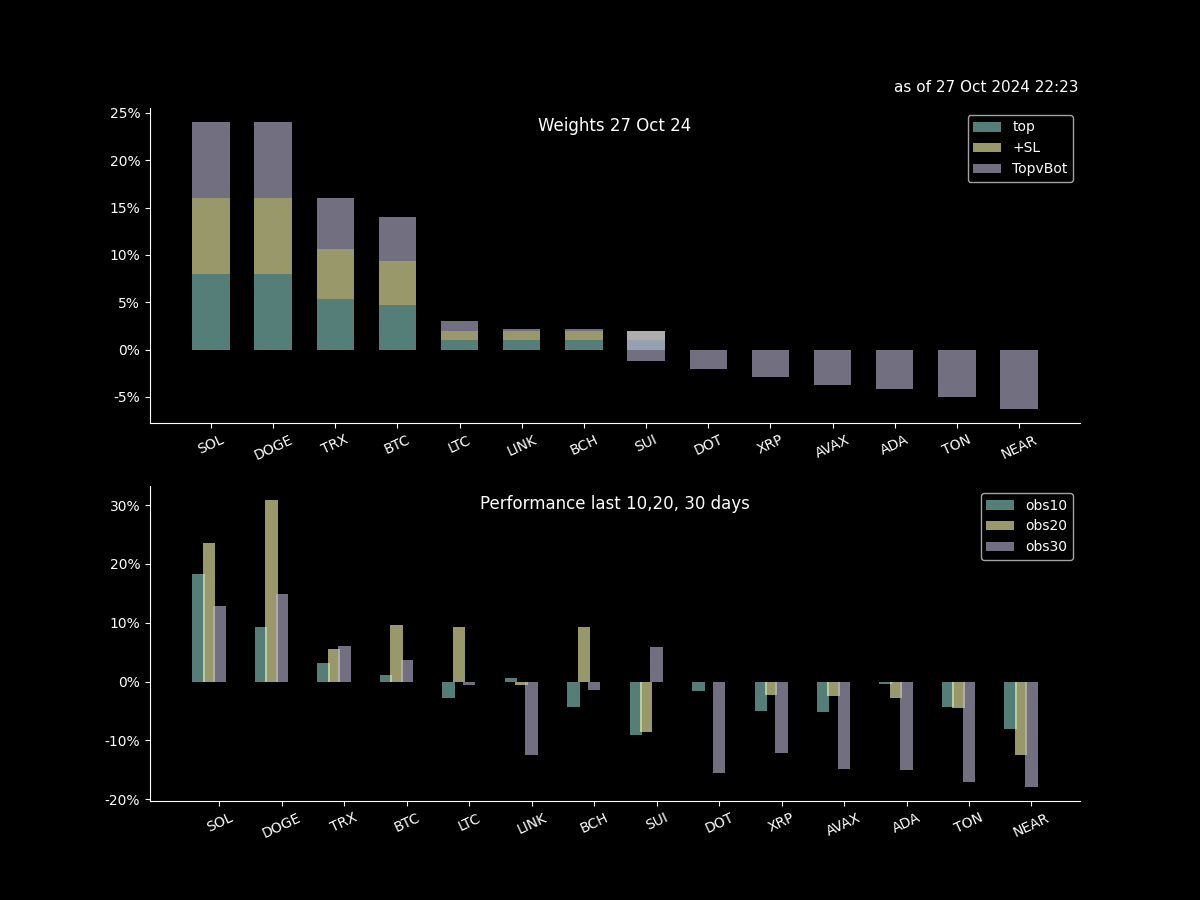 as of 27 Oct 2024 22:23
Weights 27 Oct 24
top
+SL
TopvBot
25%
20%
15%
10%
5%
0%
-5%
SOL DOGE TRX BTC LTC LINK BCH SUI DOT XRP AVAX ADA TON NEAR
Performance last 10,20, 30 days
obs10
obs20
obs30
30%
20%
10%
0%
-10%
-20%
SOL DOGE TRX BTC LTC LINK BCH SUI DOT XRP AVAX ADA TON NEAR